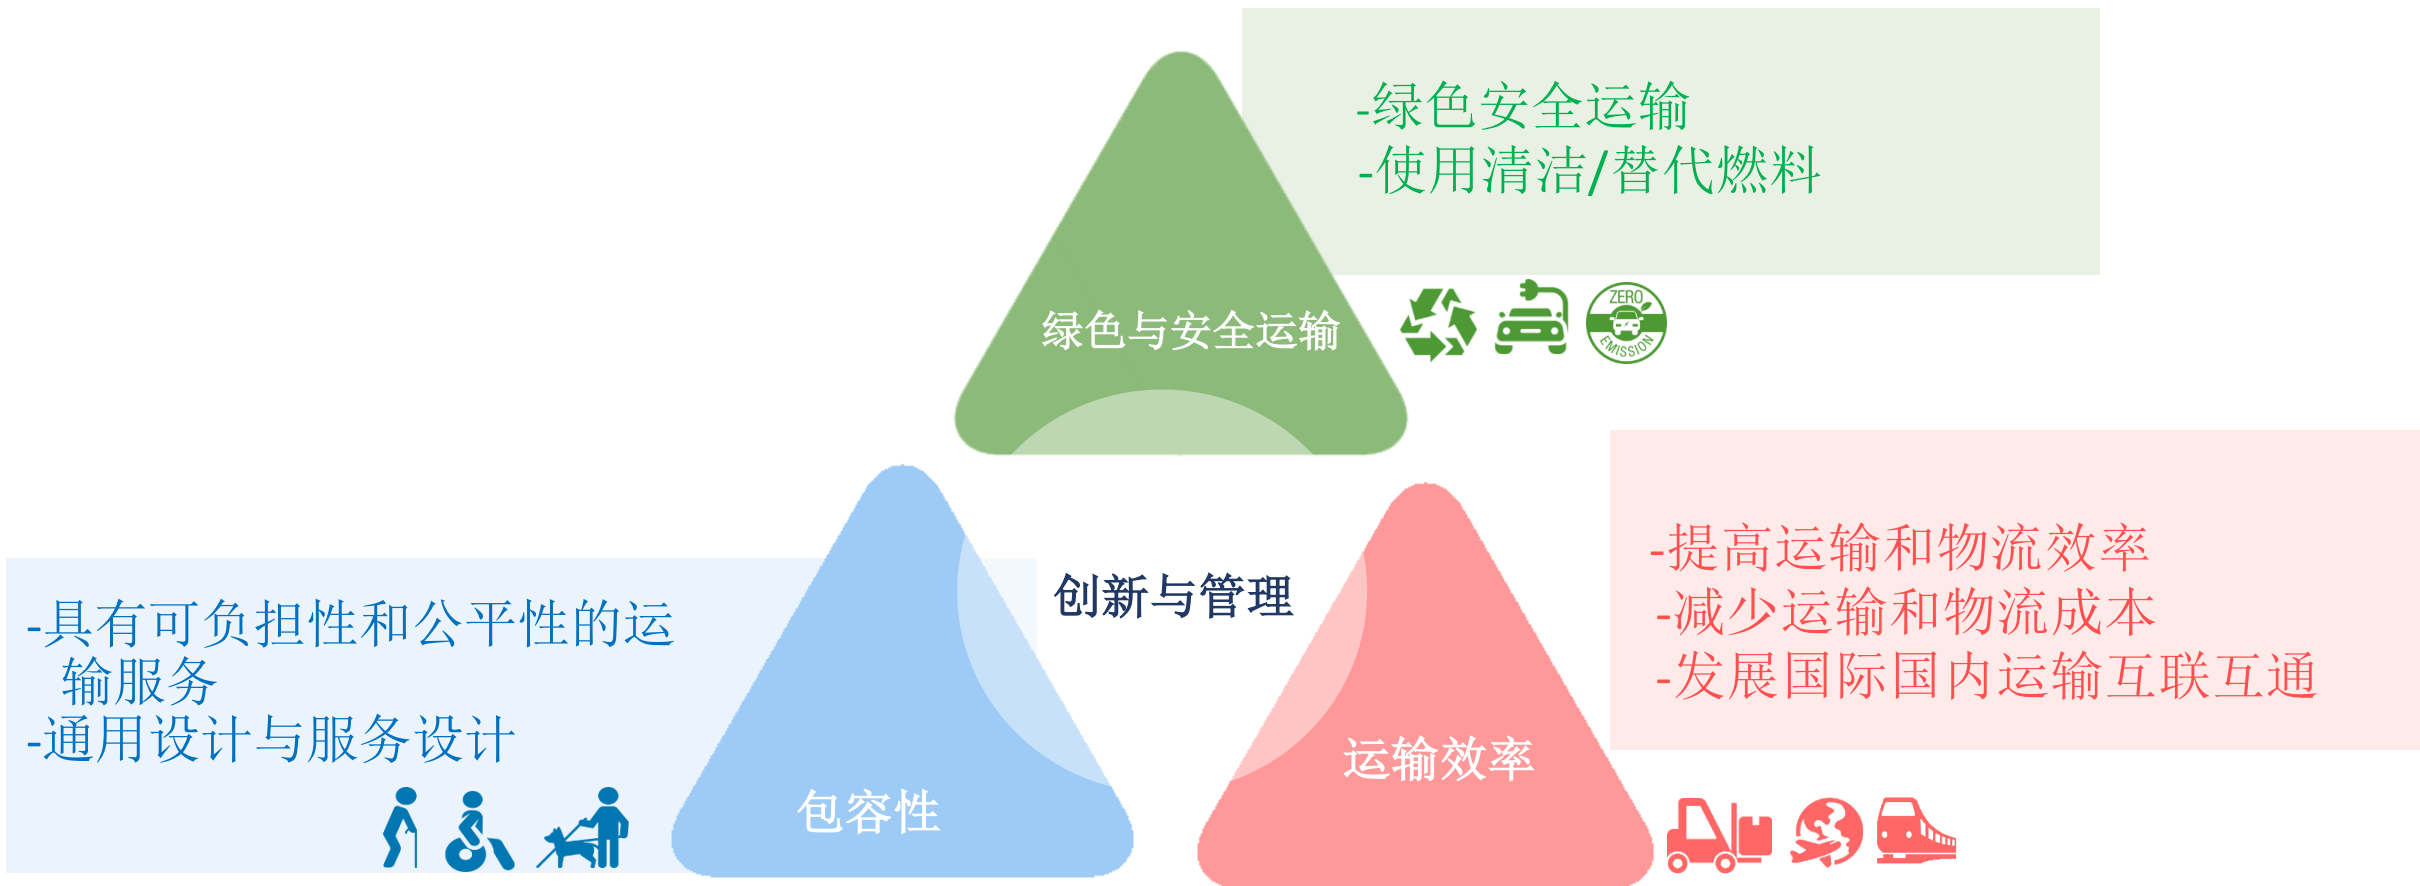 -绿色安全运输
-使用清洁/替代燃料
绿色与安全运输
ZERO
EMISSION
创新与管理
-具有可负担性和公平性的运
输服务
-通用设计与服务设计
包容性
-提高运输和物流效率
-减少运输和物流成本
-发展国际国内运输互联互通
运输效率